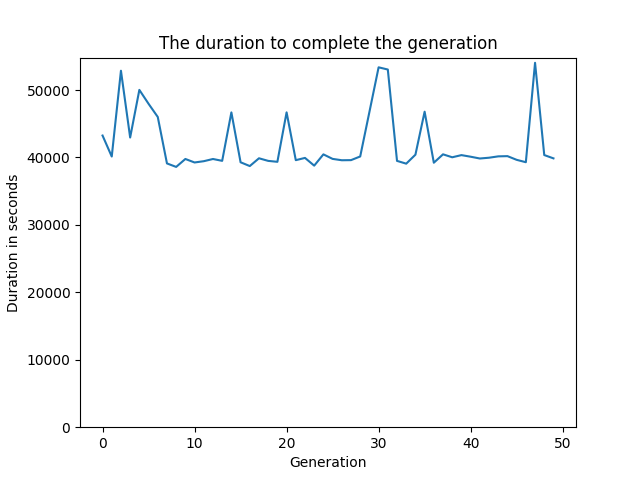 The duration to complete the generation
50000
40000
30000
20000
10000
0
Duration in seconds
0 10 20 30 40 50
Generation